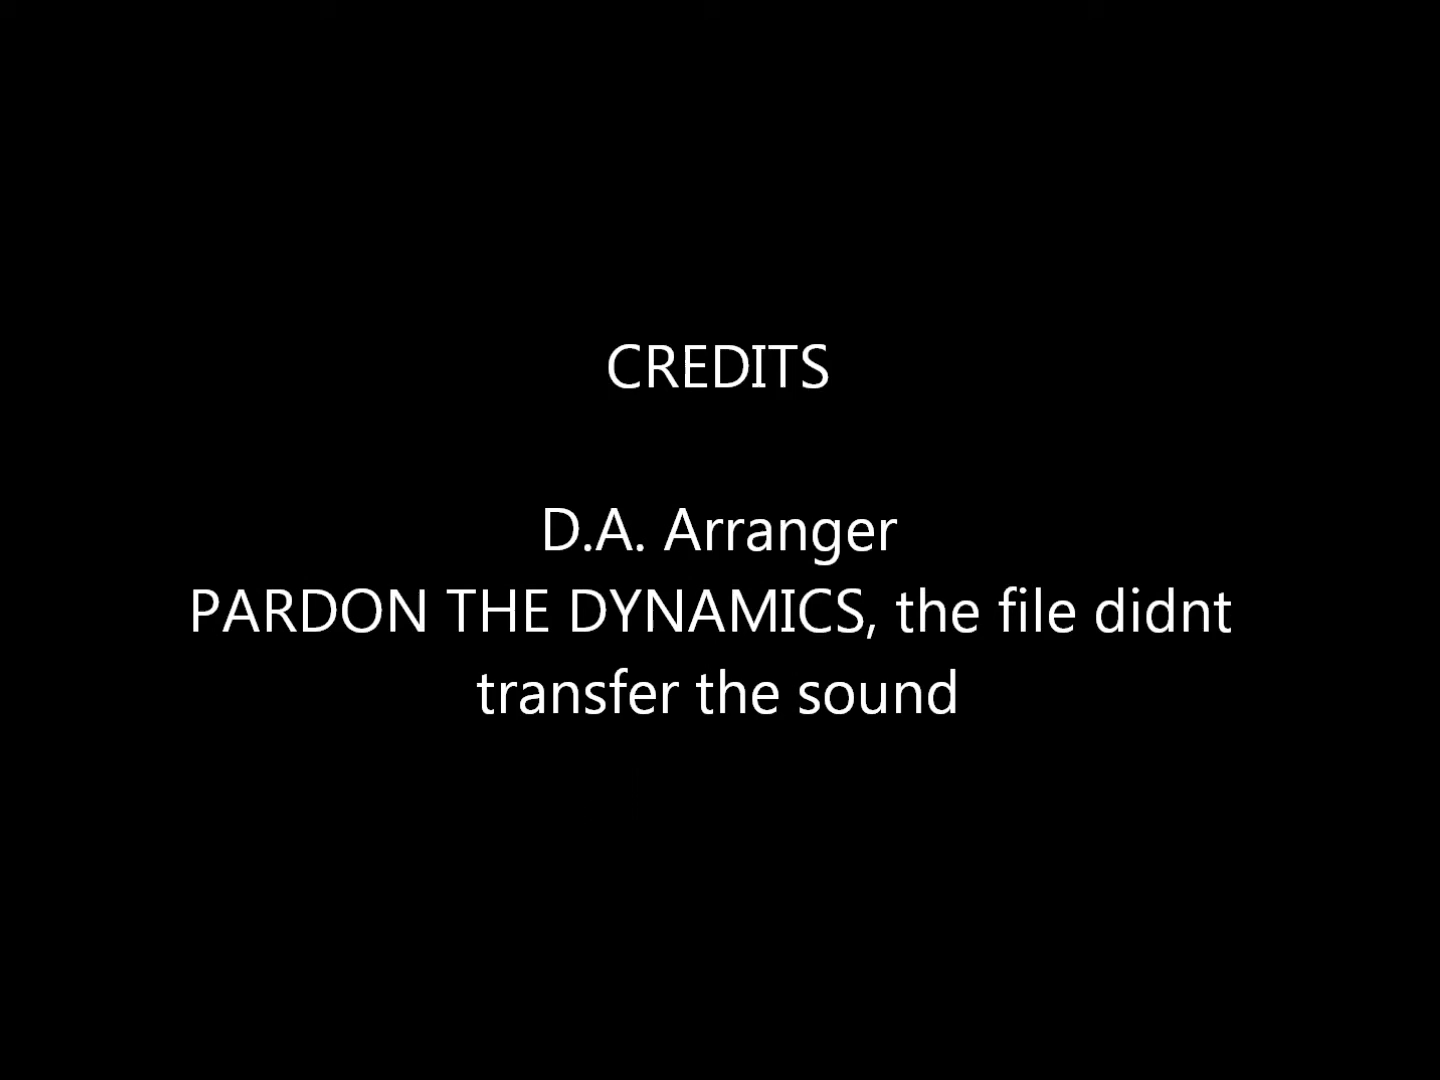 CREDITS
D.A. Arranger
PARDON THE DYNAMICS, the file didnt
transfer the sound